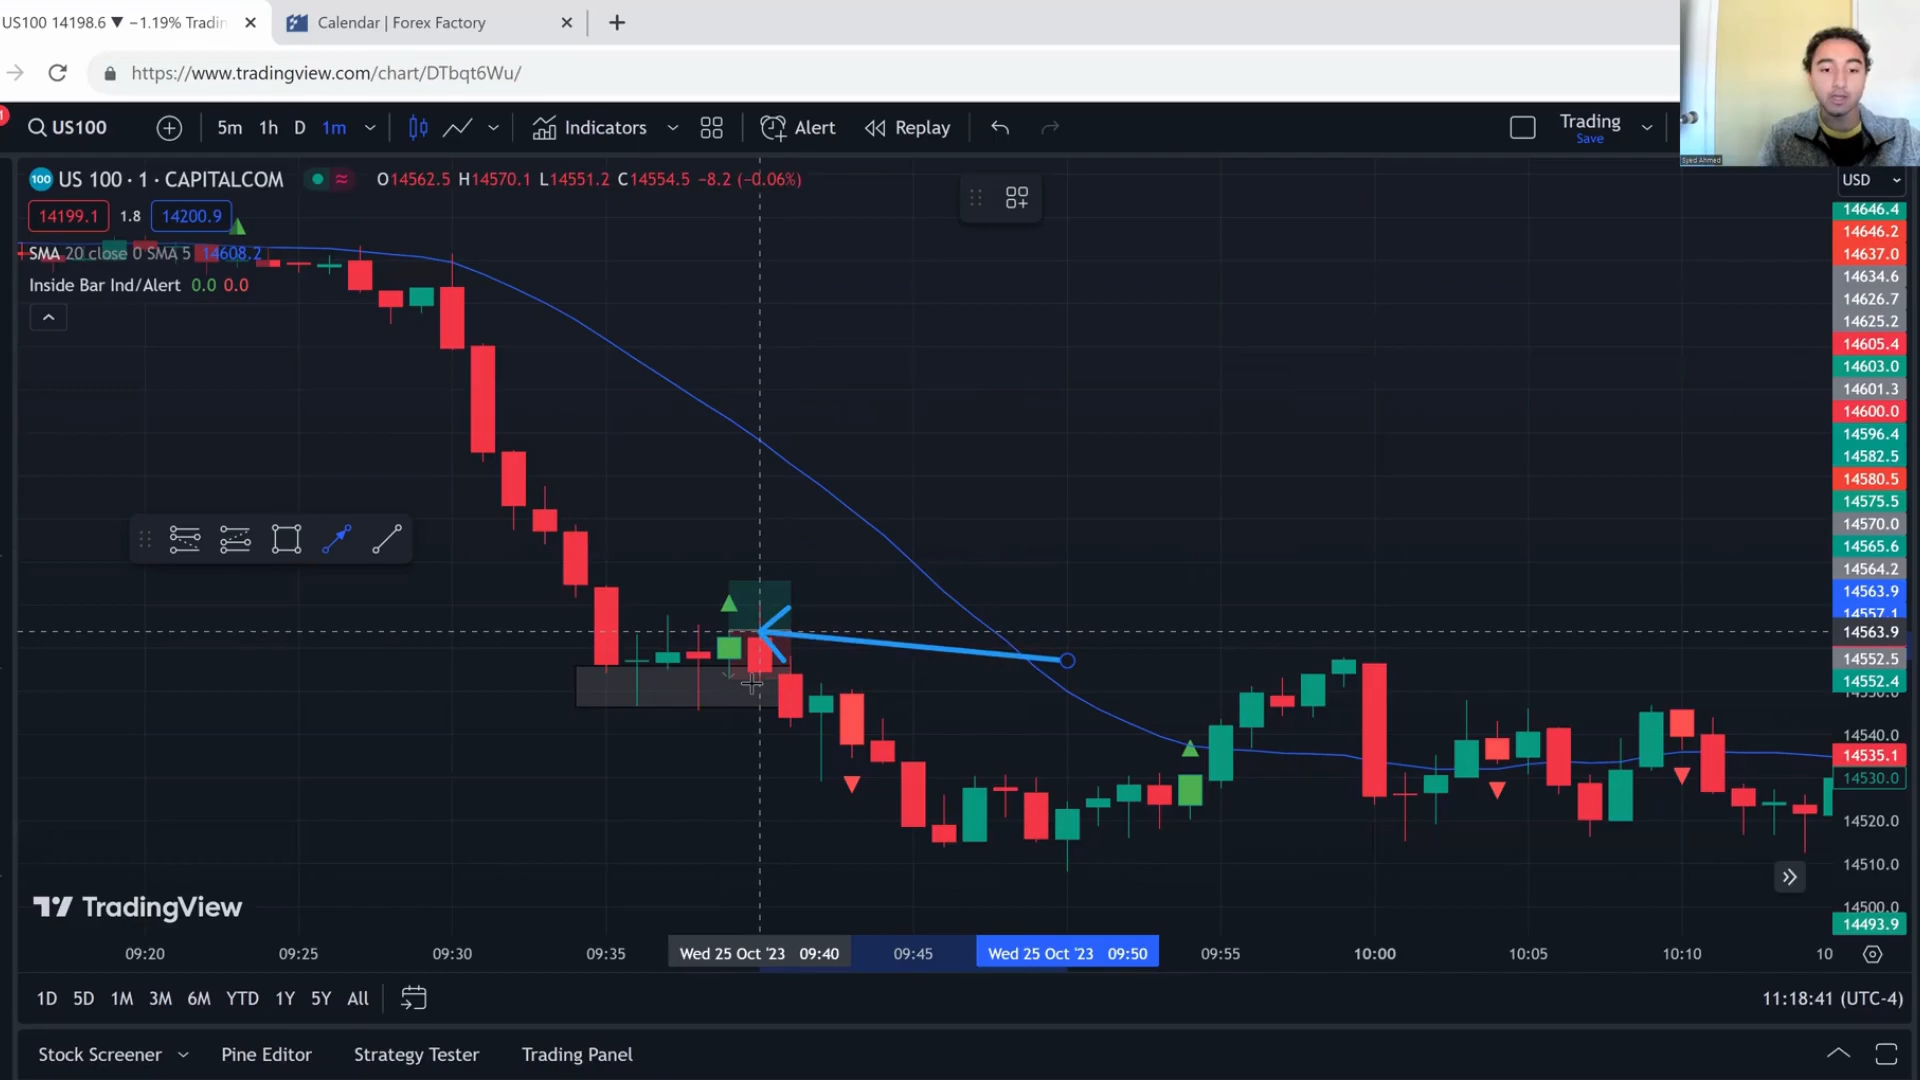 US100 14198.6 ▼ −1.19% Tradin
Calendar | Forex Factory
https://www.tradingview.com/chart/DTbqt6Wu/
US100
5m 1h D 1m
Indicators
Alert
Replay
Trading
Save
Syed Ahmed
100 US 100 · 1 · CAPITALCOM
O14562.5 H14570.1 L14551.2 C14554.5 −8.2 (−0.06%)
USD
14199.1 1.8 14200.9
SMA 20 close 0 SMA 5 14608.2
Inside Bar Ind/Alert 0.0 0.0
14646.4
14646.2
14637.0
14634.6
14626.7
14625.2
14605.4
14603.0
14601.3
14600.0
14596.4
14582.5
14580.5
14575.5
14570.0
14565.6
14564.2
14563.9
14557.1
14563.9
14552.5
14552.4
14550.0
14540.0
14535.1
14530.0
14520.0
14510.0
14500.0
14493.9
TradingView
09:20 09:25 09:30 09:35 Wed 25 Oct '23 09:40 09:45 Wed 25 Oct '23 09:50 09:55 10:00 10:05 10:10 10
1D 5D 1M 3M 6M YTD 1Y 5Y All
11:18:41 (UTC-4)
Stock Screener Pine Editor Strategy Tester Trading Panel